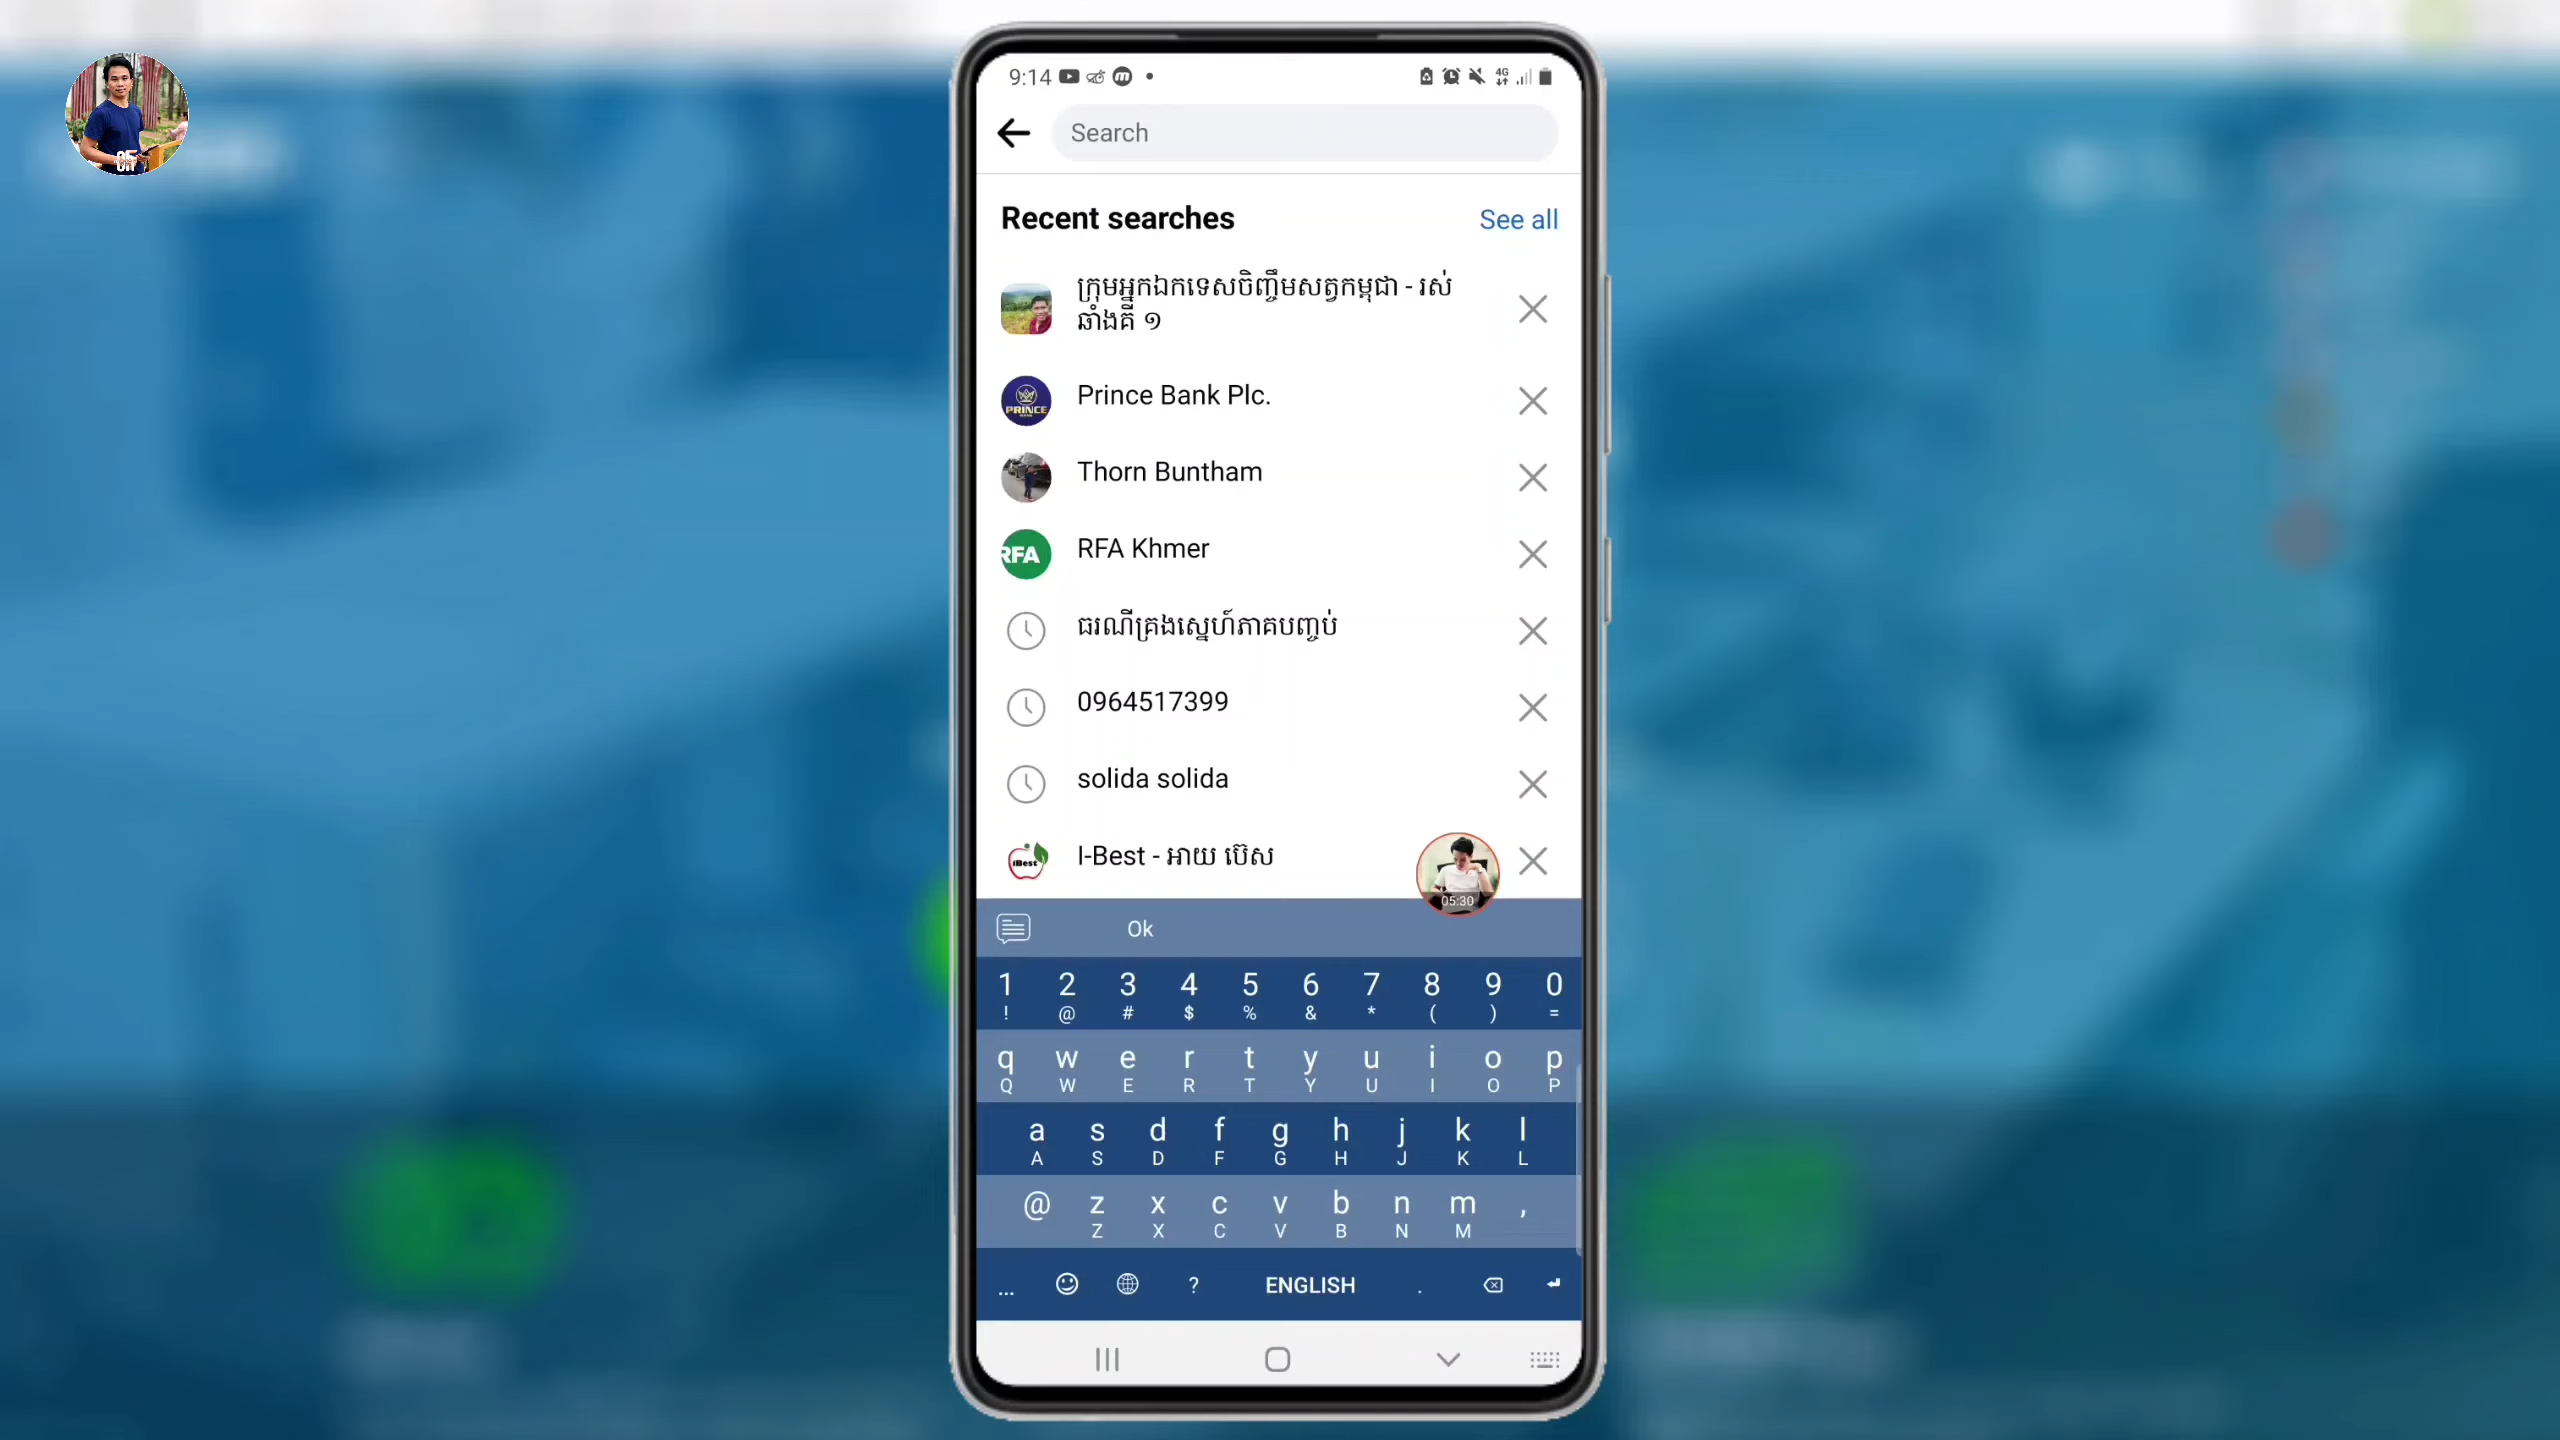 9:14
4G
Search
Recent searches
See all
ក្រុមអ្នកឯកទេសចិញ្ចឹមសត្វកម្ពុជា - រស់
ឆាំងគី ១
PRINCE
Prince Bank Plc.
Thorn Buntham
RFA
RFA Khmer
ធរណីគ្រងស្នេហ៍ភាគបញ្ចប់
0964517399
solida solida
iBest
I-Best - អាយ ប៊េស
05:30
Ok
1 2 3 4 5 6 7 8 9 0
! @ # $ % & * ( ) =
q w e r t y u i o p
Q W E R T Y U I O P
a s d f g h j k l
A S D F G H J K L
@ z x c v b n m ,
Z X C V B N M
... ? ENGLISH .